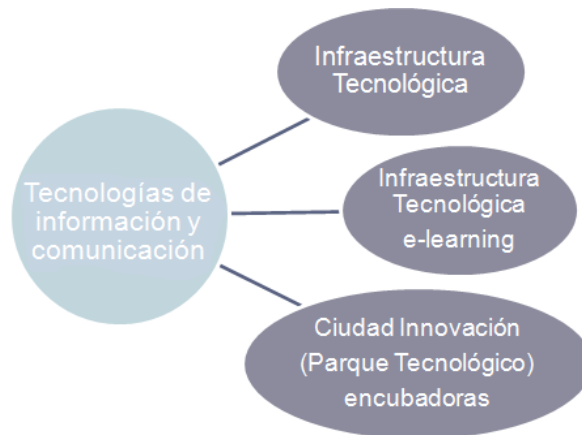 Infraestructura
Tecnológica
Tecnologías de
información y
comunicación
Infraestructura
Tecnológica
e-learning
Ciudad Innovación
(Parque Tecnológico)
encubadoras